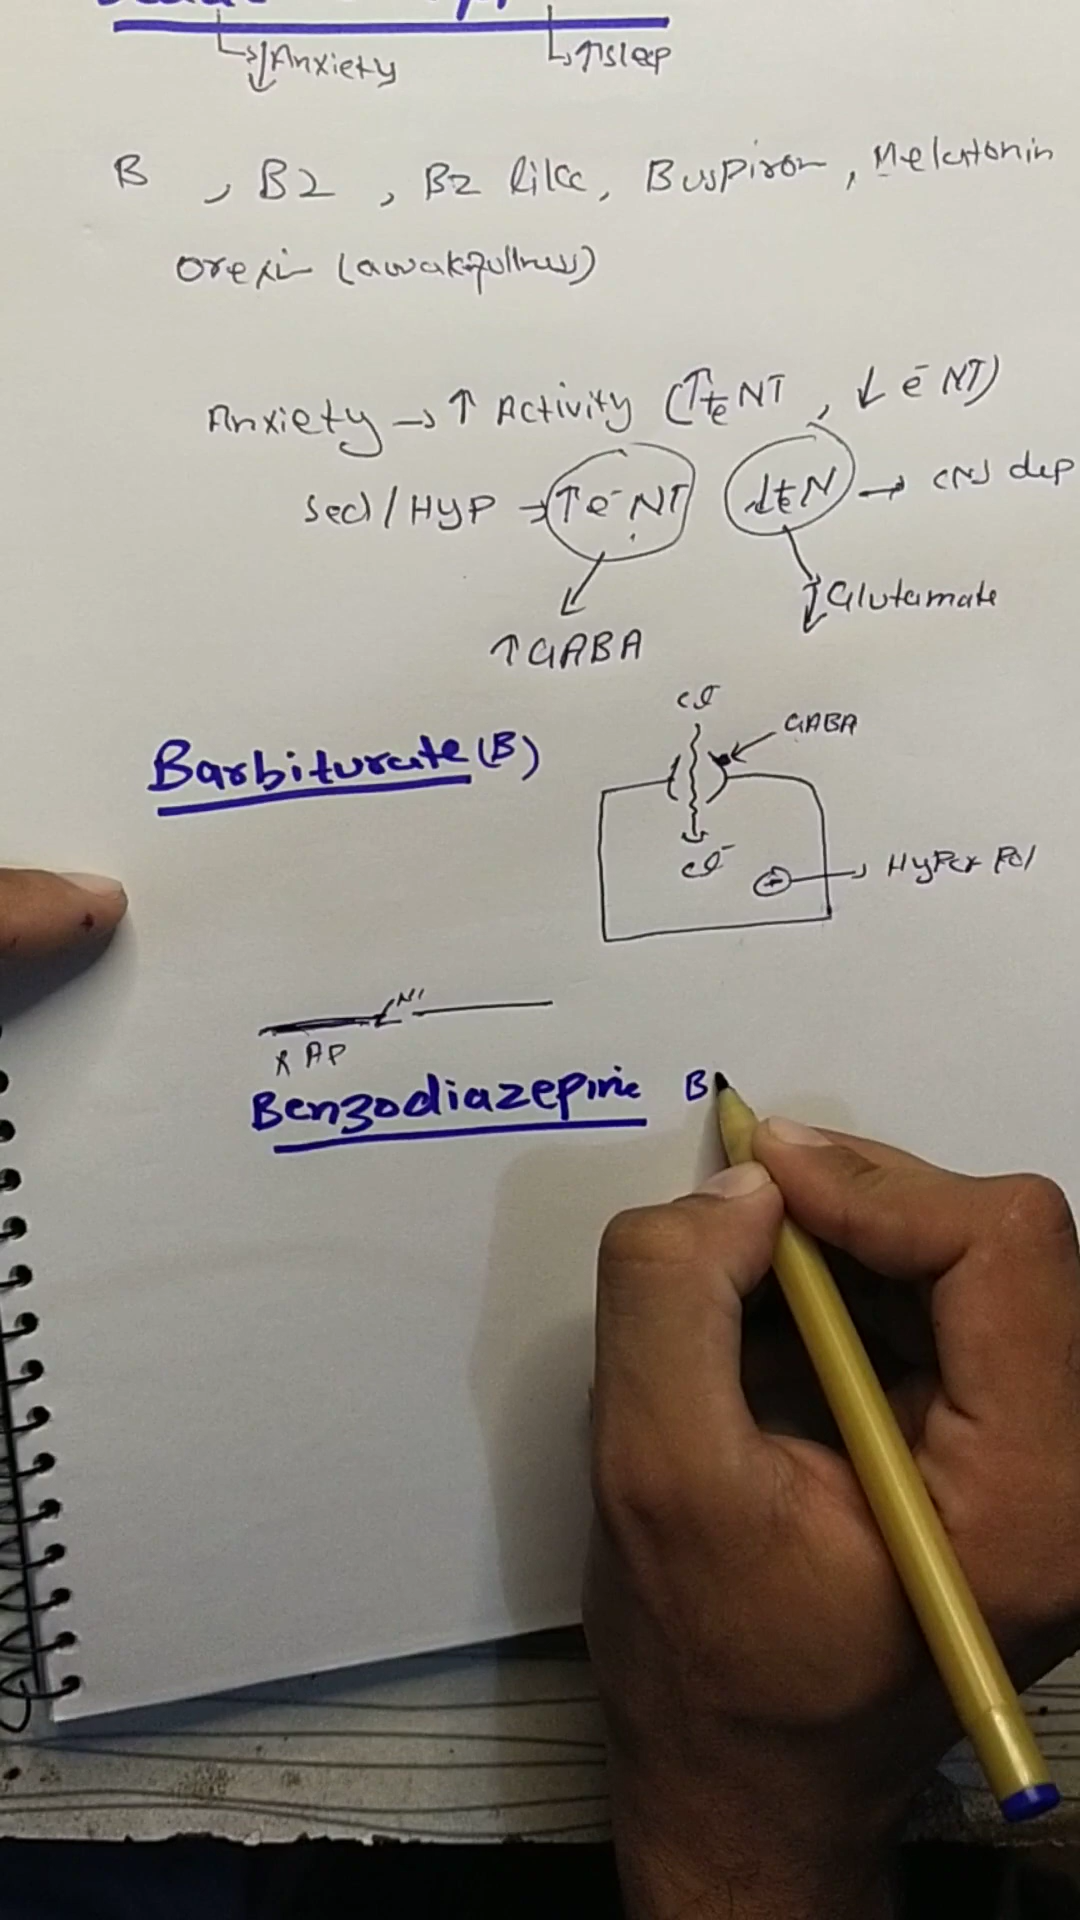 ↓Anxiety ↑sleep
B , BZ , BZ like, Buspiron , Melatonin
Orexin (awakefullness)
Anxiety → ↑ Activity (↑+e NT , ↓ e⁻ NT)
Sed/HYP → ↑e⁻ NT ↓+eN → CNS dep
↓Glutamate
↑GABA
Cl⁻
GABA
Barbiturate (B)
Cl⁻
+ → Hyper Pol
X AP
Benzodiazepine B